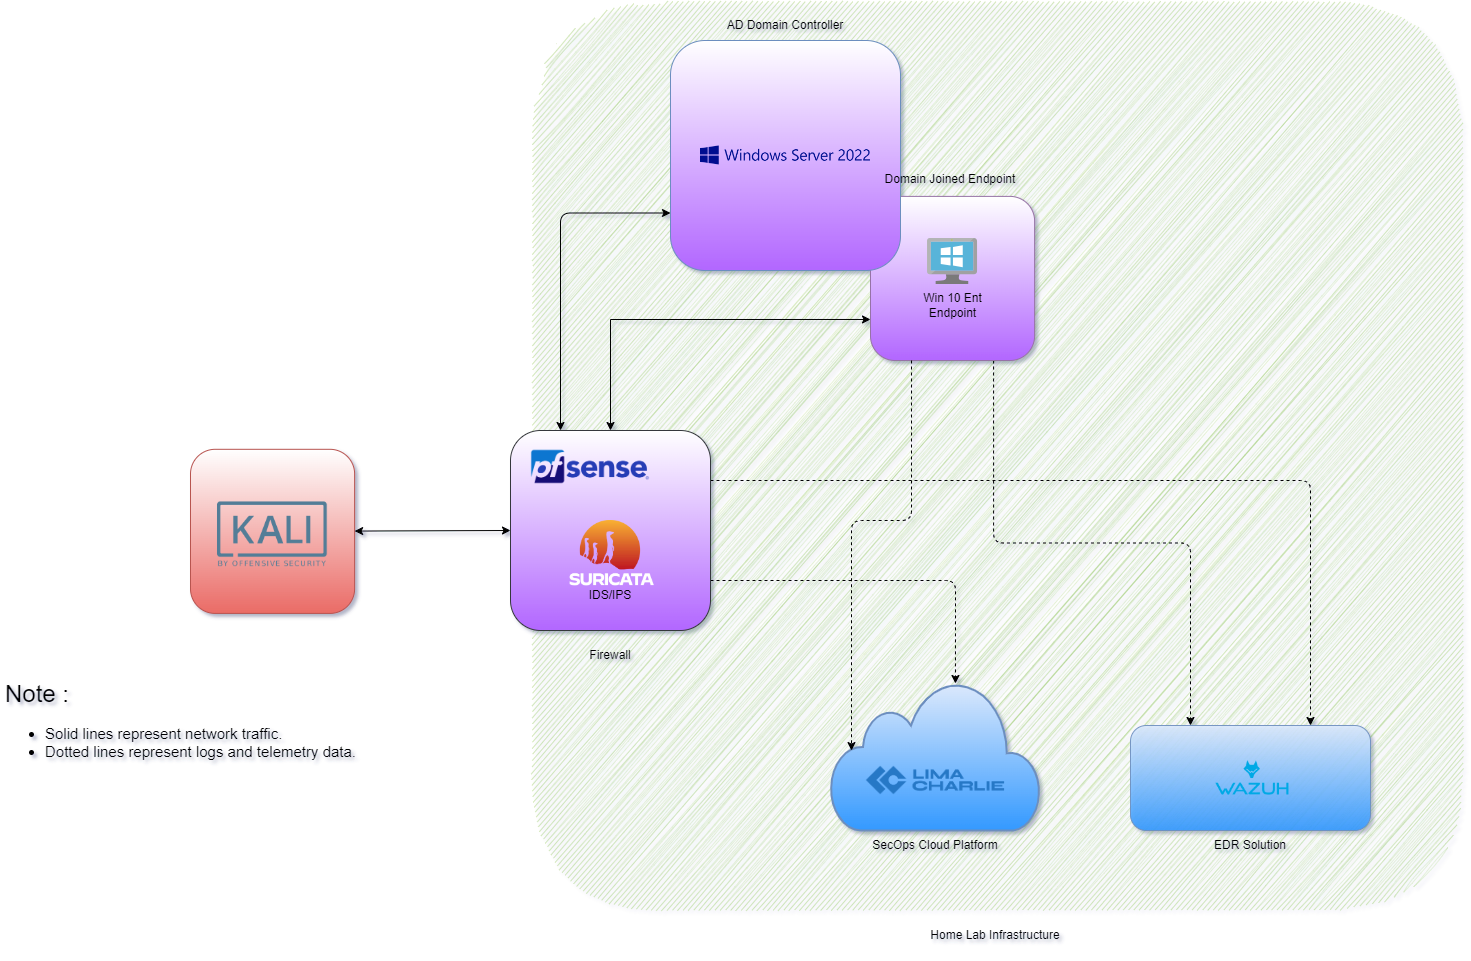 AD Domain Controller
Windows Server 2022
Domain Joined Endpoint
Win 10 Ent
Endpoint
pfsense
KALI
BY OFFENSIVE SECURITY
SURICATA
IDS/IPS
Firewall
Note :
Solid lines represent network traffic.
Dotted lines represent logs and telemetry data.
LIMA
CHARLIE
WAZUH
SecOps Cloud Platform
EDR Solution
Home Lab Infrastructure